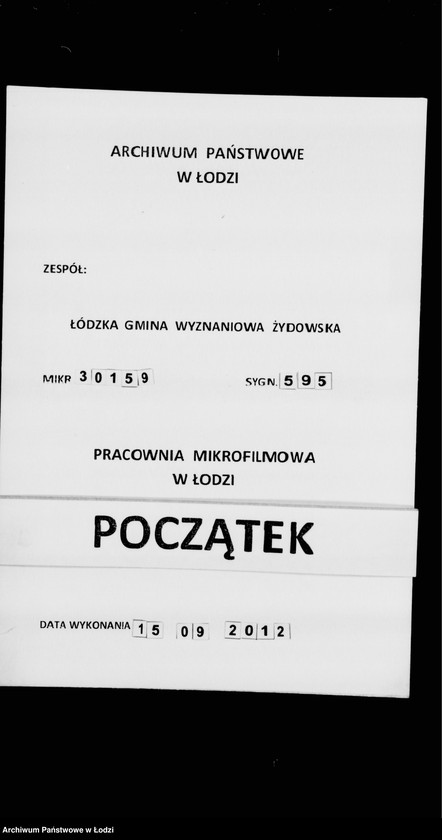 ARCHIWUM PAŃSTWOWE
W ŁODZI
ZESPÓŁ:
ŁÓDZKA GMINA WYZNANIOWA ŻYDOWSKA
MIKR 30159 SYGN. 595
PRACOWNIA MIKROFILMOWA
W ŁODZI
POCZĄTEK
DATA WYKONANIA 15 09 2012
Archiwum Państwowe w Łodzi